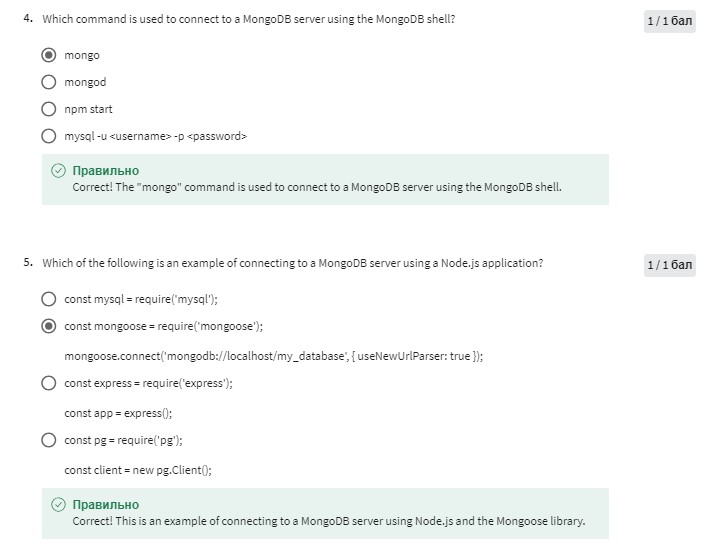 4. Which command is used to connect to a MongoDB server using the MongoDB shell?
1 / 1 бал
mongo
mongod
npm start
mysql -u <username> -p <password>
Правильно
Correct! The "mongo" command is used to connect to a MongoDB server using the MongoDB shell.
5. Which of the following is an example of connecting to a MongoDB server using a Node.js application?
1 / 1 бал
const mysql = require('mysql');
const mongoose = require('mongoose');
mongoose.connect('mongodb://localhost/my_database', { useNewUrlParser: true });
const express = require('express');
const app = express();
const pg = require('pg');
const client = new pg.Client();
Правильно
Correct! This is an example of connecting to a MongoDB server using Node.js and the Mongoose library.